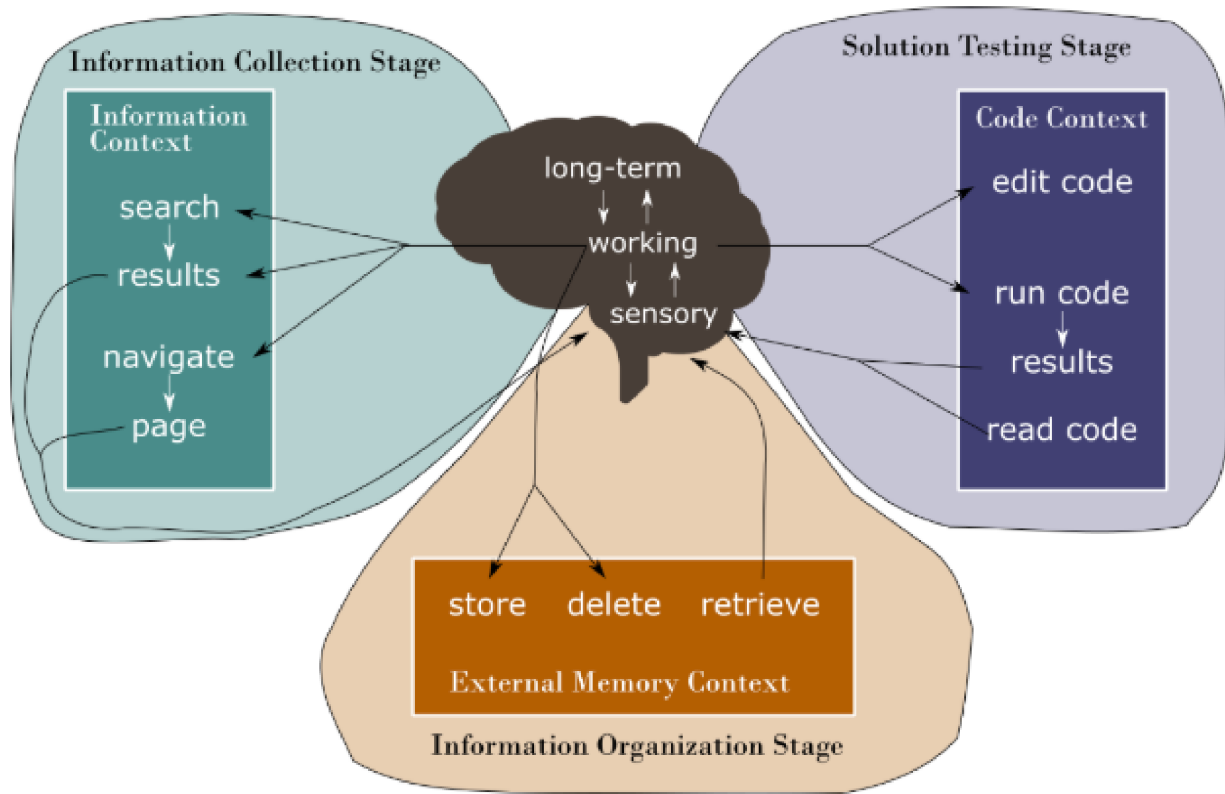 Information Collection Stage
Information
Context
search
results
navigate
page
long-term
working
sensory
Solution Testing Stage
Code Context
edit code
run code
results
read code
store delete retrieve
External Memory Context
Information Organization Stage